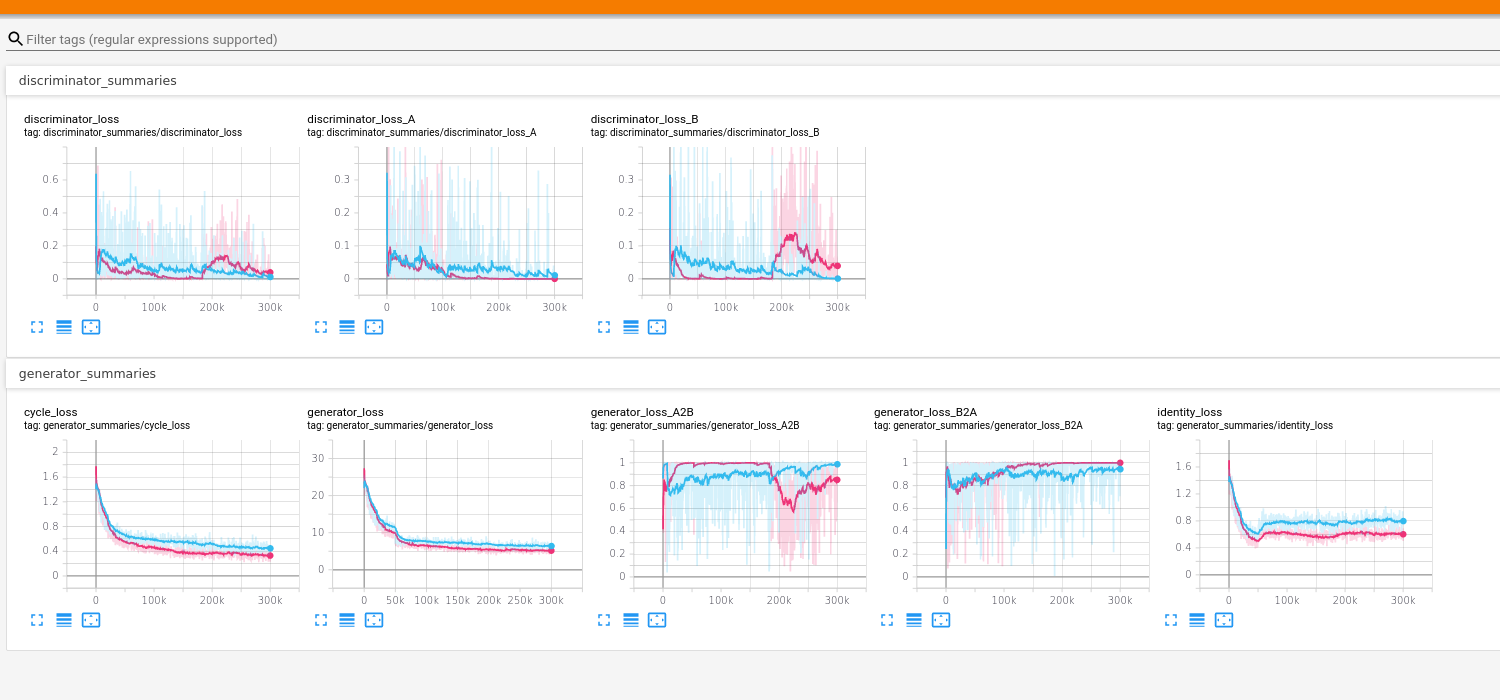 Filter tags (regular expressions supported)
discriminator_summaries
discriminator_loss
tag: discriminator_summaries/discriminator_loss
0.6
0.4
0.2
0
0 100k 200k 300k
discriminator_loss_A
tag: discriminator_summaries/discriminator_loss_A
0.3
0.2
0.1
0
0 100k 200k 300k
discriminator_loss_B
tag: discriminator_summaries/discriminator_loss_B
0.3
0.2
0.1
0
0 100k 200k 300k
generator_summaries
cycle_loss
tag: generator_summaries/cycle_loss
2
1.6
1.2
0.8
0.4
0
0 100k 200k 300k
generator_loss
tag: generator_summaries/generator_loss
30
20
10
0
0 50k 100k 150k 200k 250k 300k
generator_loss_A2B
tag: generator_summaries/generator_loss_A2B
1
0.8
0.6
0.4
0.2
0
0 100k 200k 300k
generator_loss_B2A
tag: generator_summaries/generator_loss_B2A
1
0.8
0.6
0.4
0.2
0
0 100k 200k 300k
identity_loss
tag: generator_summaries/identity_loss
1.6
1.2
0.8
0.4
0
0 100k 200k 300k